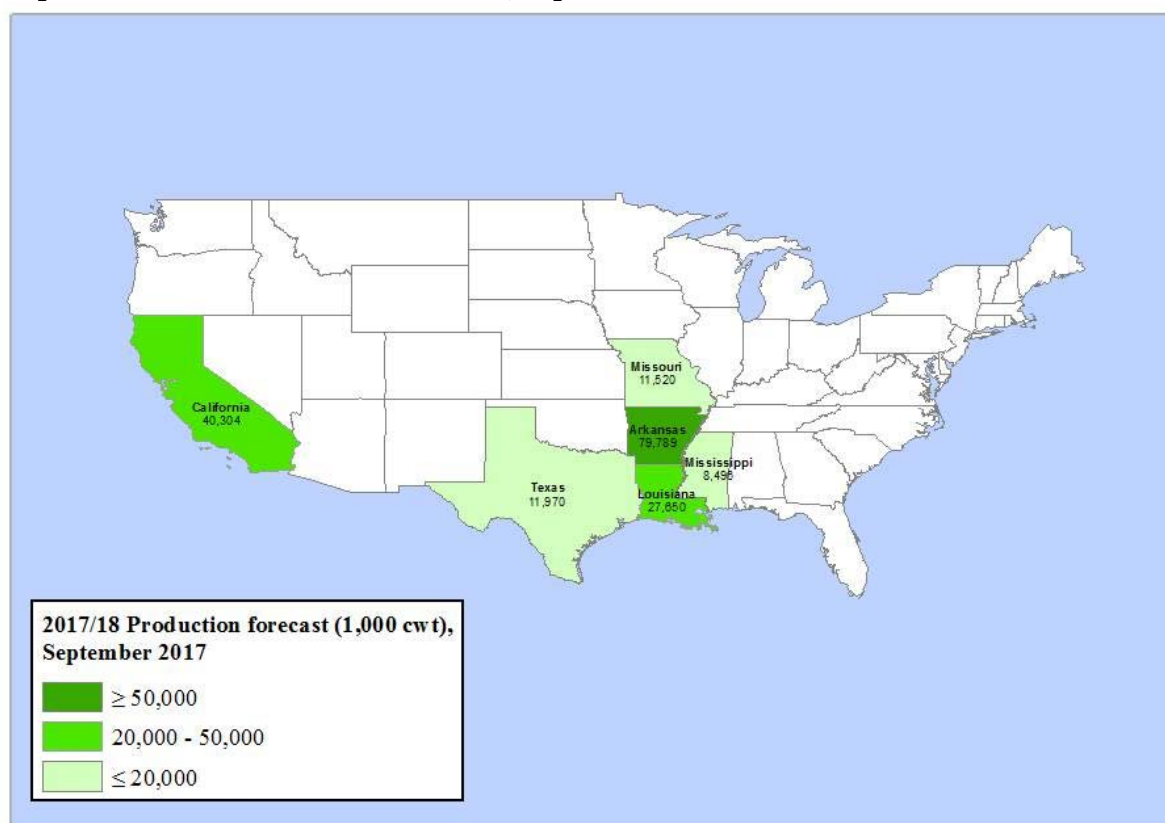 Missouri
11,520
California
40,304
Arkansas
79,789
Mississippi
8,496
Texas
11,970
Louisiana
27,650
2017/18 Production forecast (1,000 cwt),
September 2017
≥ 50,000
20,000 - 50,000
≤ 20,000